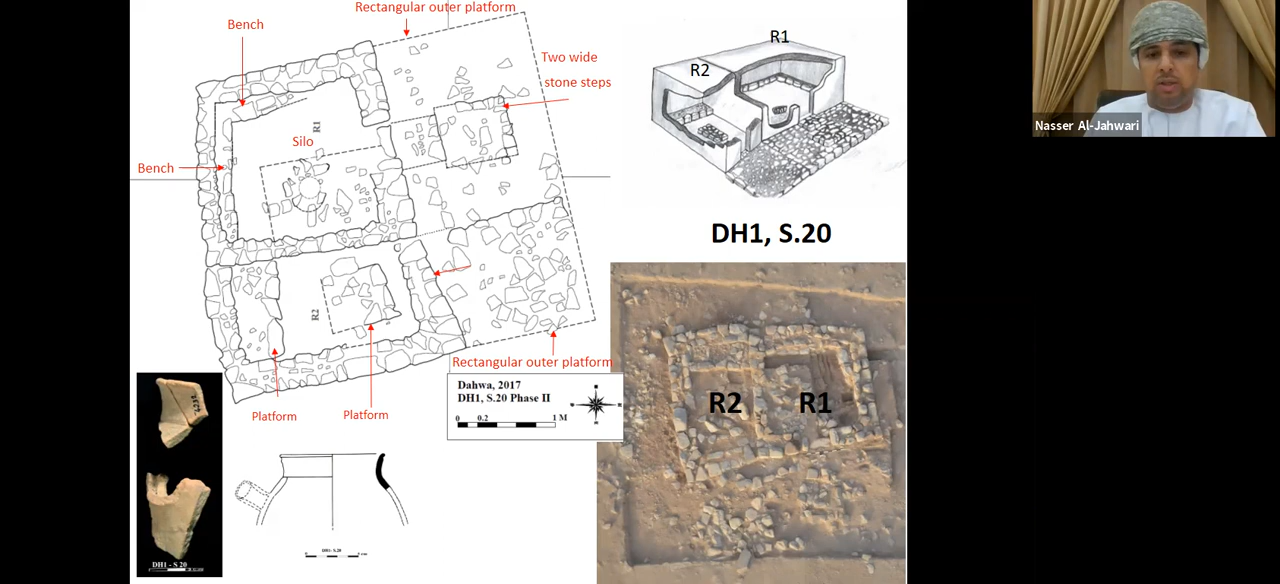 Rectangular outer platform
Bench
Two wide
stone steps
R1
Silo
Bench
R2
Rectangular outer platform
Platform
Platform
Dahwa, 2017
DH1, S.20 Phase II
0 0.2 1 M
DH1 - S 20
DH1- S.20
R1
R2
DH1, S.20
R2 R1
Nasser Al-Jahwari